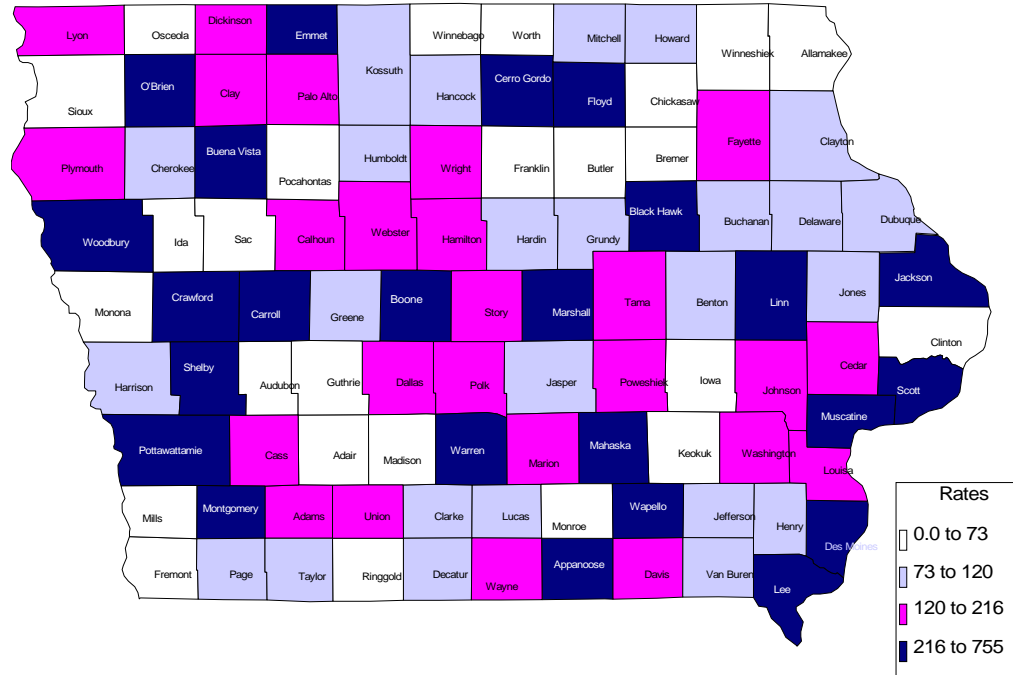 Lyon
Osceola
Dickinson
Emmet
Winnebago
Worth
Mitchell
Howard
Winneshiek
Allamakee
Sioux
O'Brien
Clay
Palo Alto
Kossuth
Hancock
Cerro Gordo
Floyd
Chickasaw
Fayette
Clayton
Plymouth
Cherokee
Buena Vista
Pocahontas
Humboldt
Wright
Franklin
Butler
Bremer
Woodbury
Ida
Sac
Calhoun
Webster
Hamilton
Hardin
Grundy
Black Hawk
Buchanan
Delaware
Dubuque
Monona
Crawford
Carroll
Greene
Boone
Story
Marshall
Tama
Benton
Linn
Jones
Jackson
Clinton
Harrison
Shelby
Audubon
Guthrie
Dallas
Polk
Jasper
Poweshiek
Iowa
Johnson
Cedar
Scott
Muscatine
Pottawattamie
Cass
Adair
Madison
Warren
Marion
Mahaska
Keokuk
Washington
Louisa
Mills
Montgomery
Adams
Union
Clarke
Lucas
Monroe
Wapello
Jefferson
Henry
Des Moines
Fremont
Page
Taylor
Ringgold
Decatur
Wayne
Appanoose
Davis
Van Buren
Lee
Rates
0.0 to 73
73 to 120
120 to 216
216 to 755